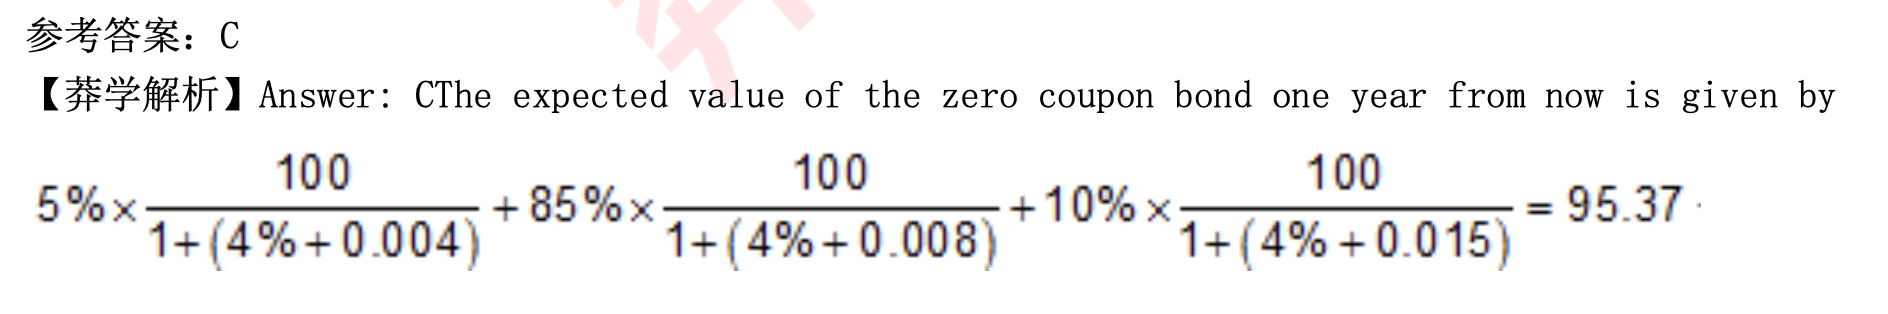 参考答案：C
【莽学解析】Answer: CThe expected value of the zero coupon bond one year from now is given by
5%×100/(1+(4%+0.004))+85%×100/(1+(4%+0.008))+10%×100/(1+(4%+0.015))=95.37